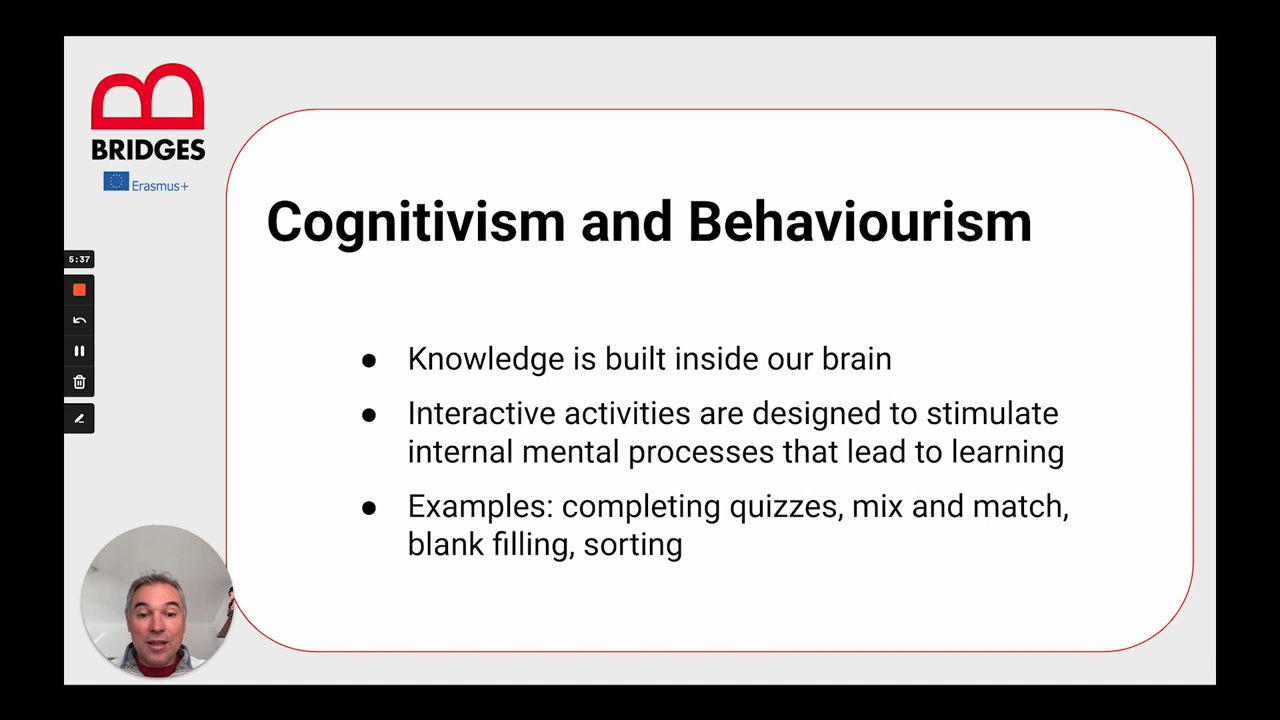 BRIDGES
Erasmus+
Cognitivism and Behaviourism
5:37
● Knowledge is built inside our brain
● Interactive activities are designed to stimulate
internal mental processes that lead to learning
● Examples: completing quizzes, mix and match,
blank filling, sorting